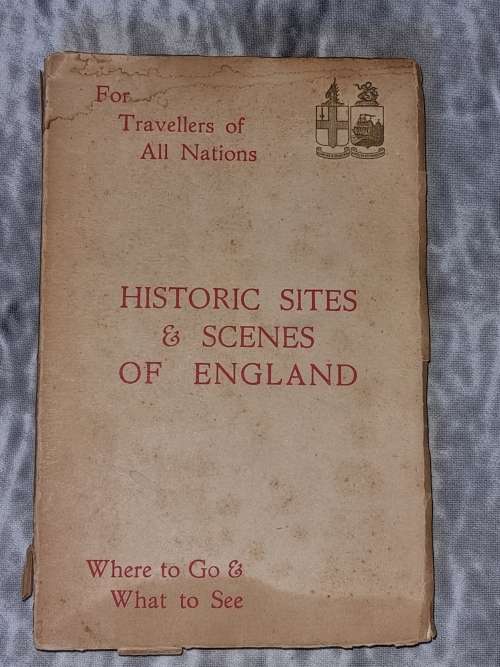 For
Travellers of
All Nations
HISTORIC SITES
& SCENES
OF ENGLAND
Where to Go &
What to See